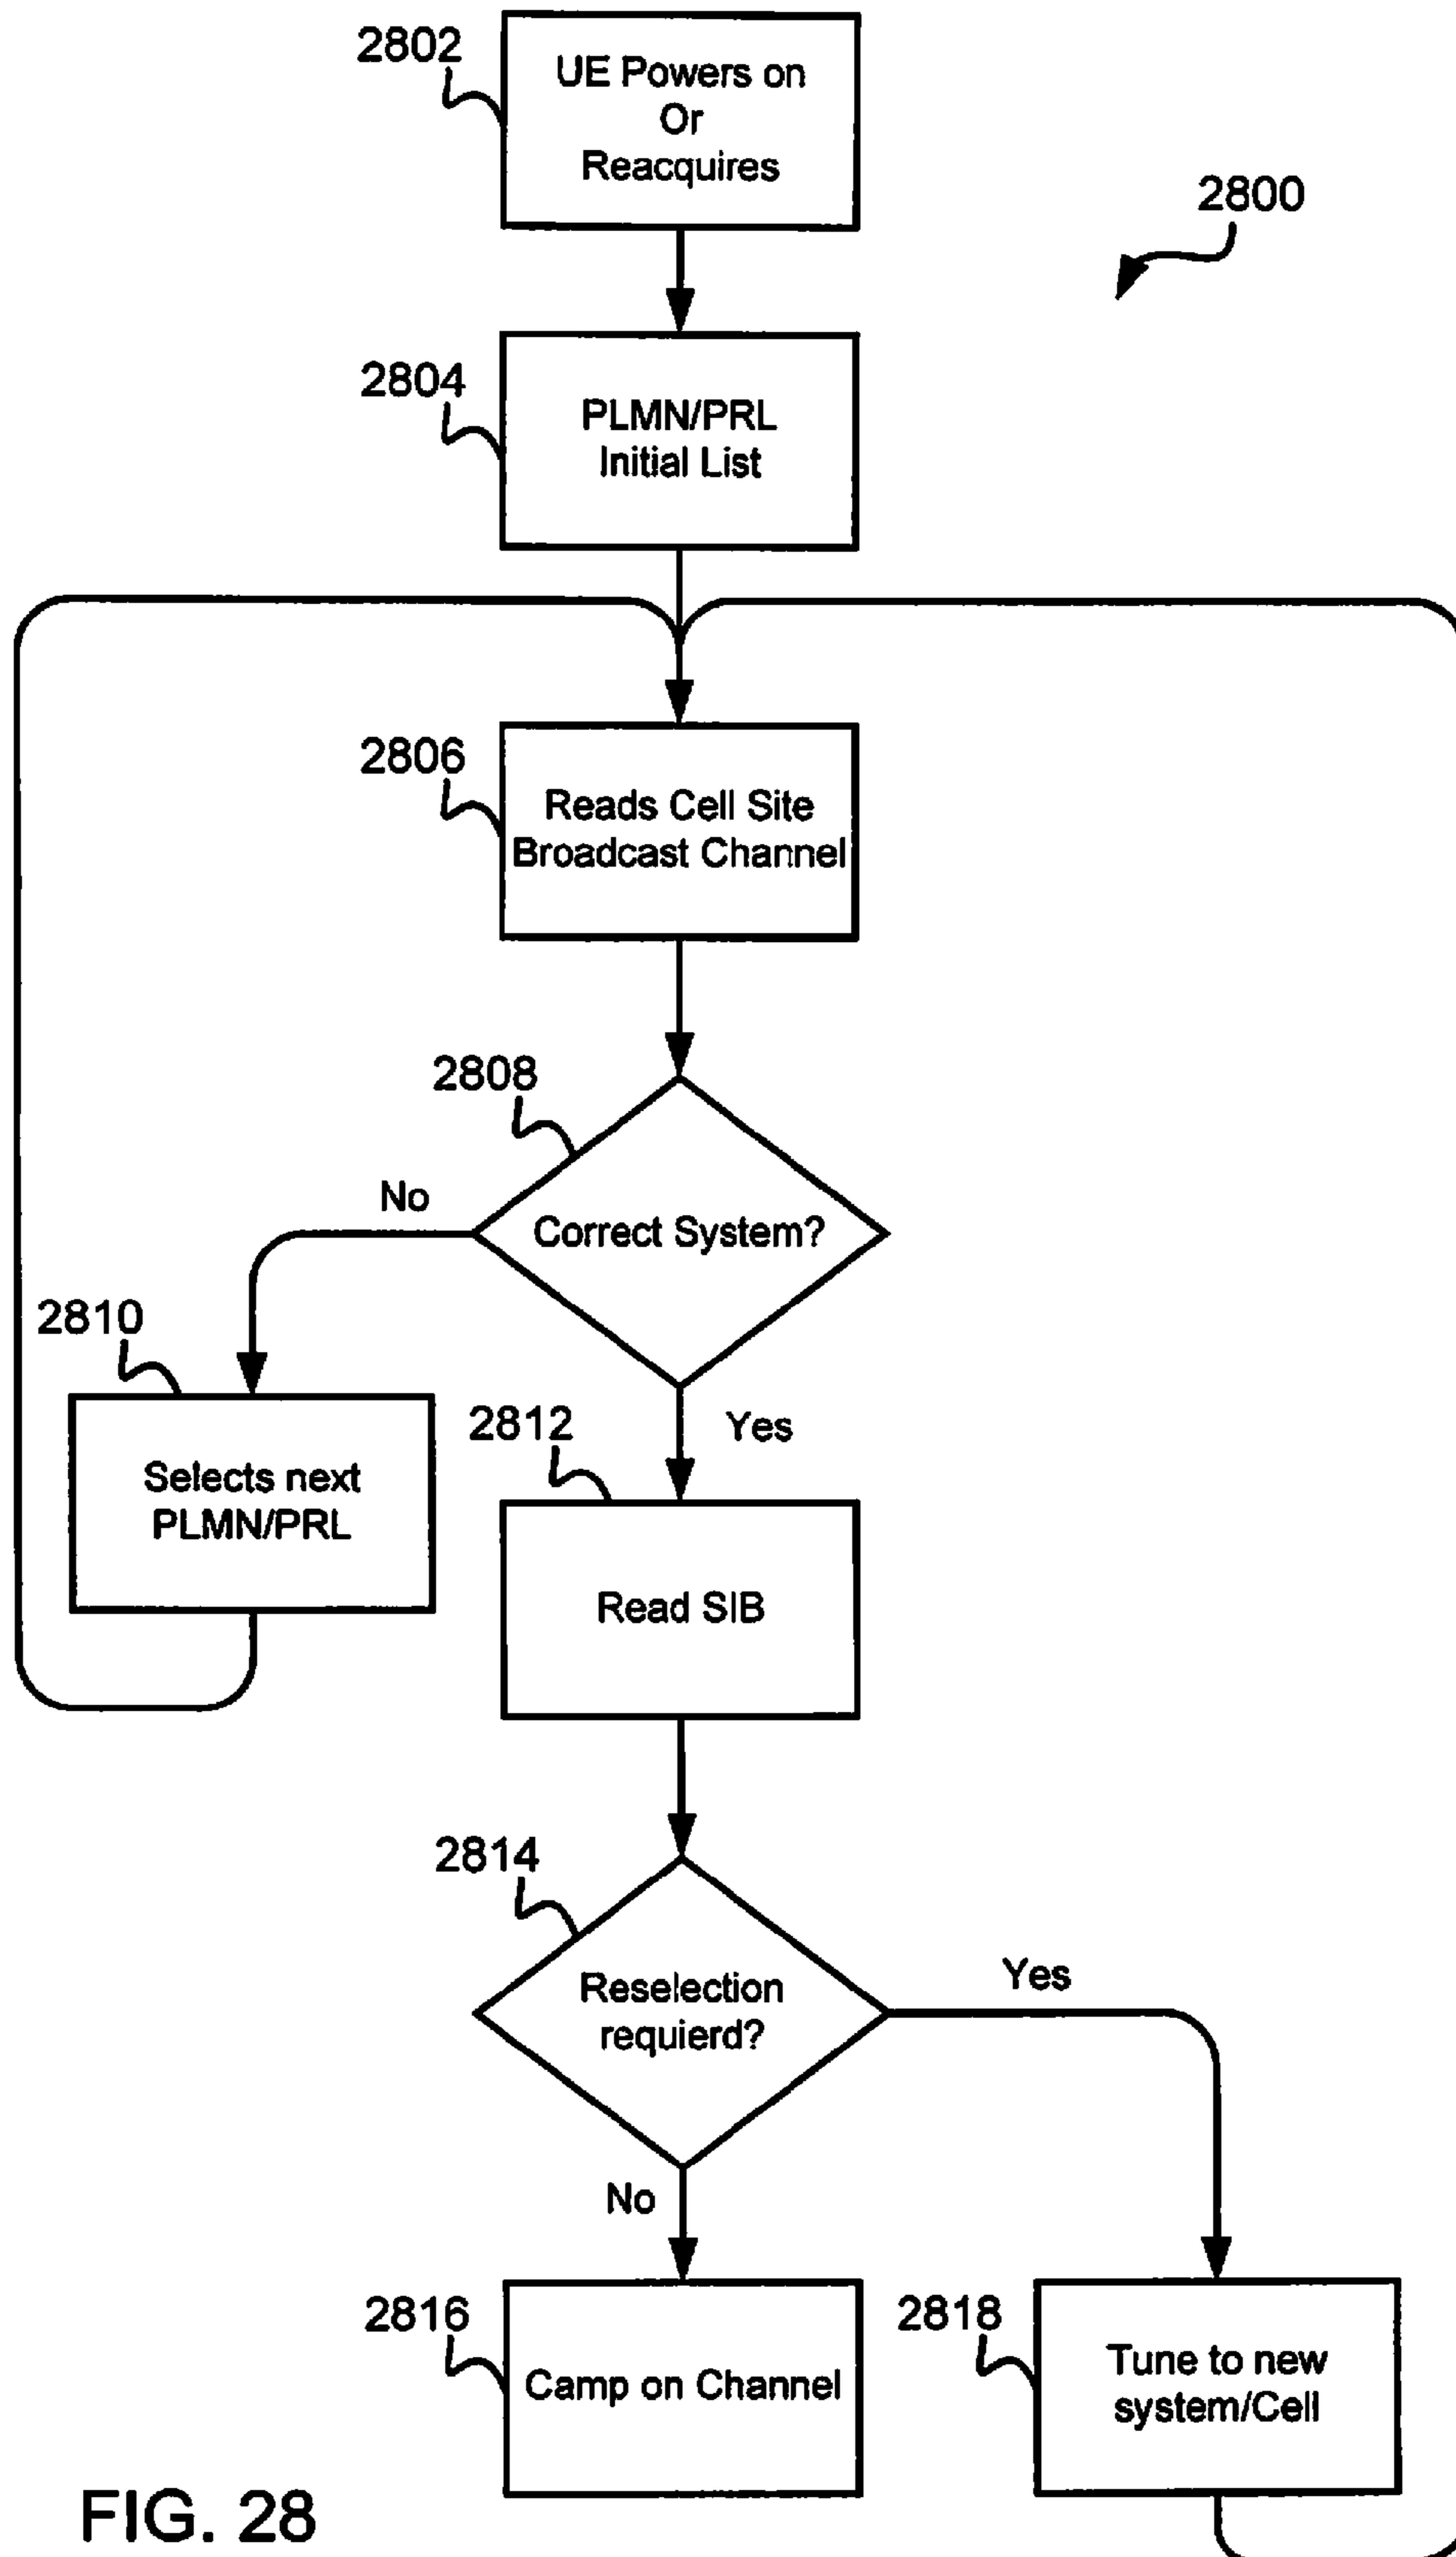 2802
UE Powers on
Or
Reacquires
2800
2804
PLMN/PRL
Initial List
2806
Reads Cell Site
Broadcast Channel
2808
Correct System?
No
Yes
2810
Selects next
PLMN/PRL
2812
Read SIB
2814
Reselection
requierd?
Yes
No
2816
Camp on Channel
2818
Tune to new
system/Cell
FIG. 28